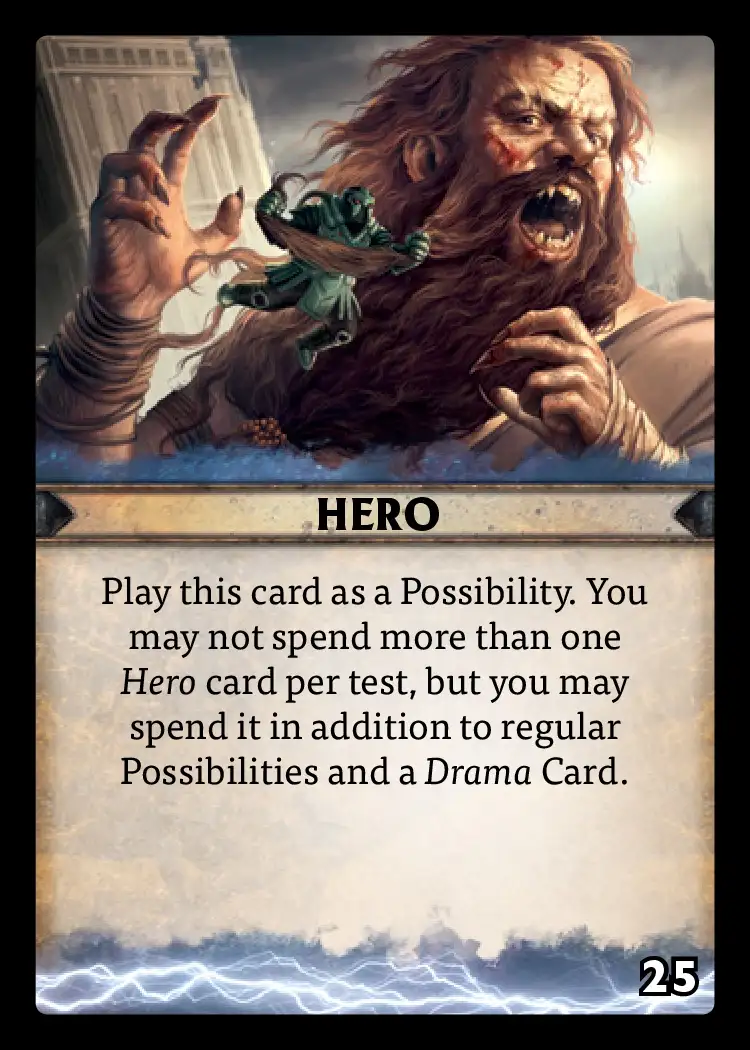 HERO
Play this card as a Possibility. You
may not spend more than one
Hero card per test, but you may
spend it in addition to regular
Possibilities and a Drama Card.
25